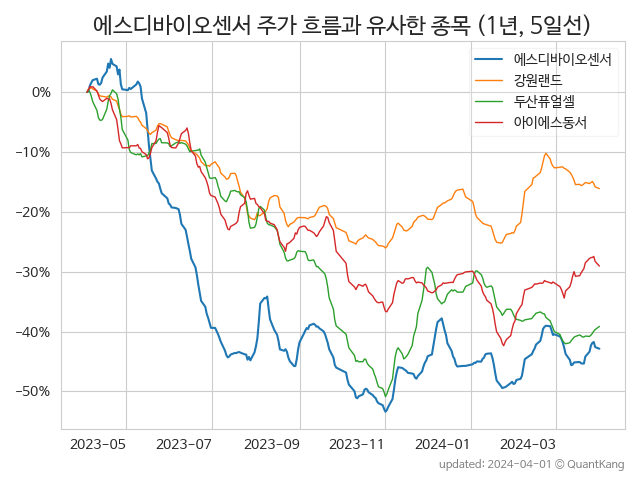 에스디바이오센서 주가 흐름과 유사한 종목 (1년, 5일선)
에스디바이오센서
강원랜드
두산퓨얼셀
아이에스동서
0%
−10%
−20%
−30%
−40%
−50%
2023-05 2023-07 2023-09 2023-11 2024-01 2024-03
updated: 2024-04-01 © QuantKang